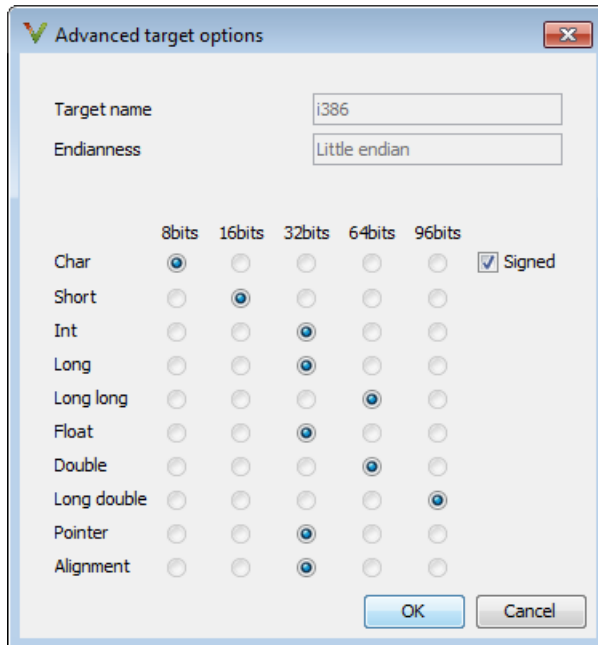 Advanced target options
Target name i386
Endianness Little endian
8bits 16bits 32bits 64bits 96bits
Char Signed
Short
Int
Long
Long long
Float
Double
Long double
Pointer
Alignment
OK Cancel